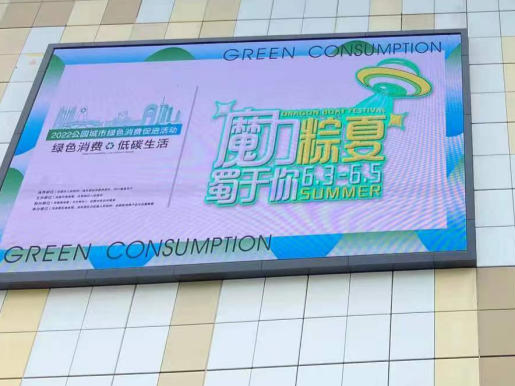 GREEN CONSUMPTION
2022公园城市绿色消费促进活动
绿色消费 低碳生活
DRAGON BOAT FESTIVAL
魔力粽夏
蜀于你 6.3-6.5
SUMMER
GREEN CONSUMPTION